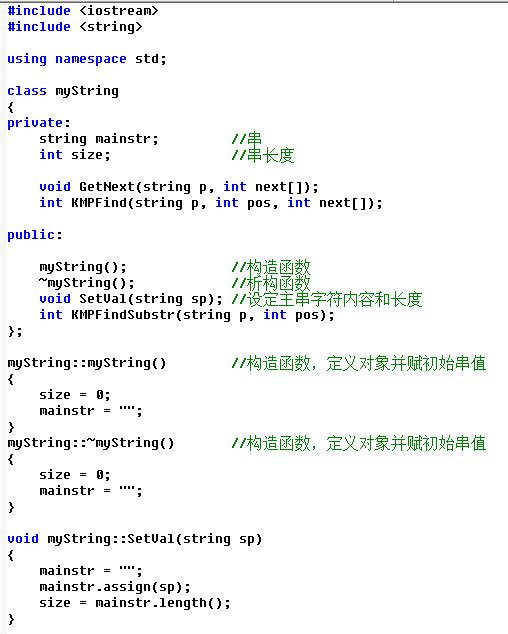 #include <iostream>
#include <string>
using namespace std;
class myString
{
private:
    string mainstr;         //串
    int size;               //串长度
    void GetNext(string p, int next[]);
    int KMPFind(string p, int pos, int next[]);
public:
    myString();             //构造函数
    ~myString();            //析构函数
    void SetVal(string sp); //设定主串字符内容和长度
    int KMPFindSubstr(string p, int pos);
};
myString::myString()        //构造函数，定义对象并赋初始串值
{
    size = 0;
    mainstr = "";
}
myString::~myString()       //构造函数，定义对象并赋初始串值
{
    size = 0;
    mainstr = "";
}
void myString::SetVal(string sp)
{
    mainstr = "";
    mainstr.assign(sp);
    size = mainstr.length();
}